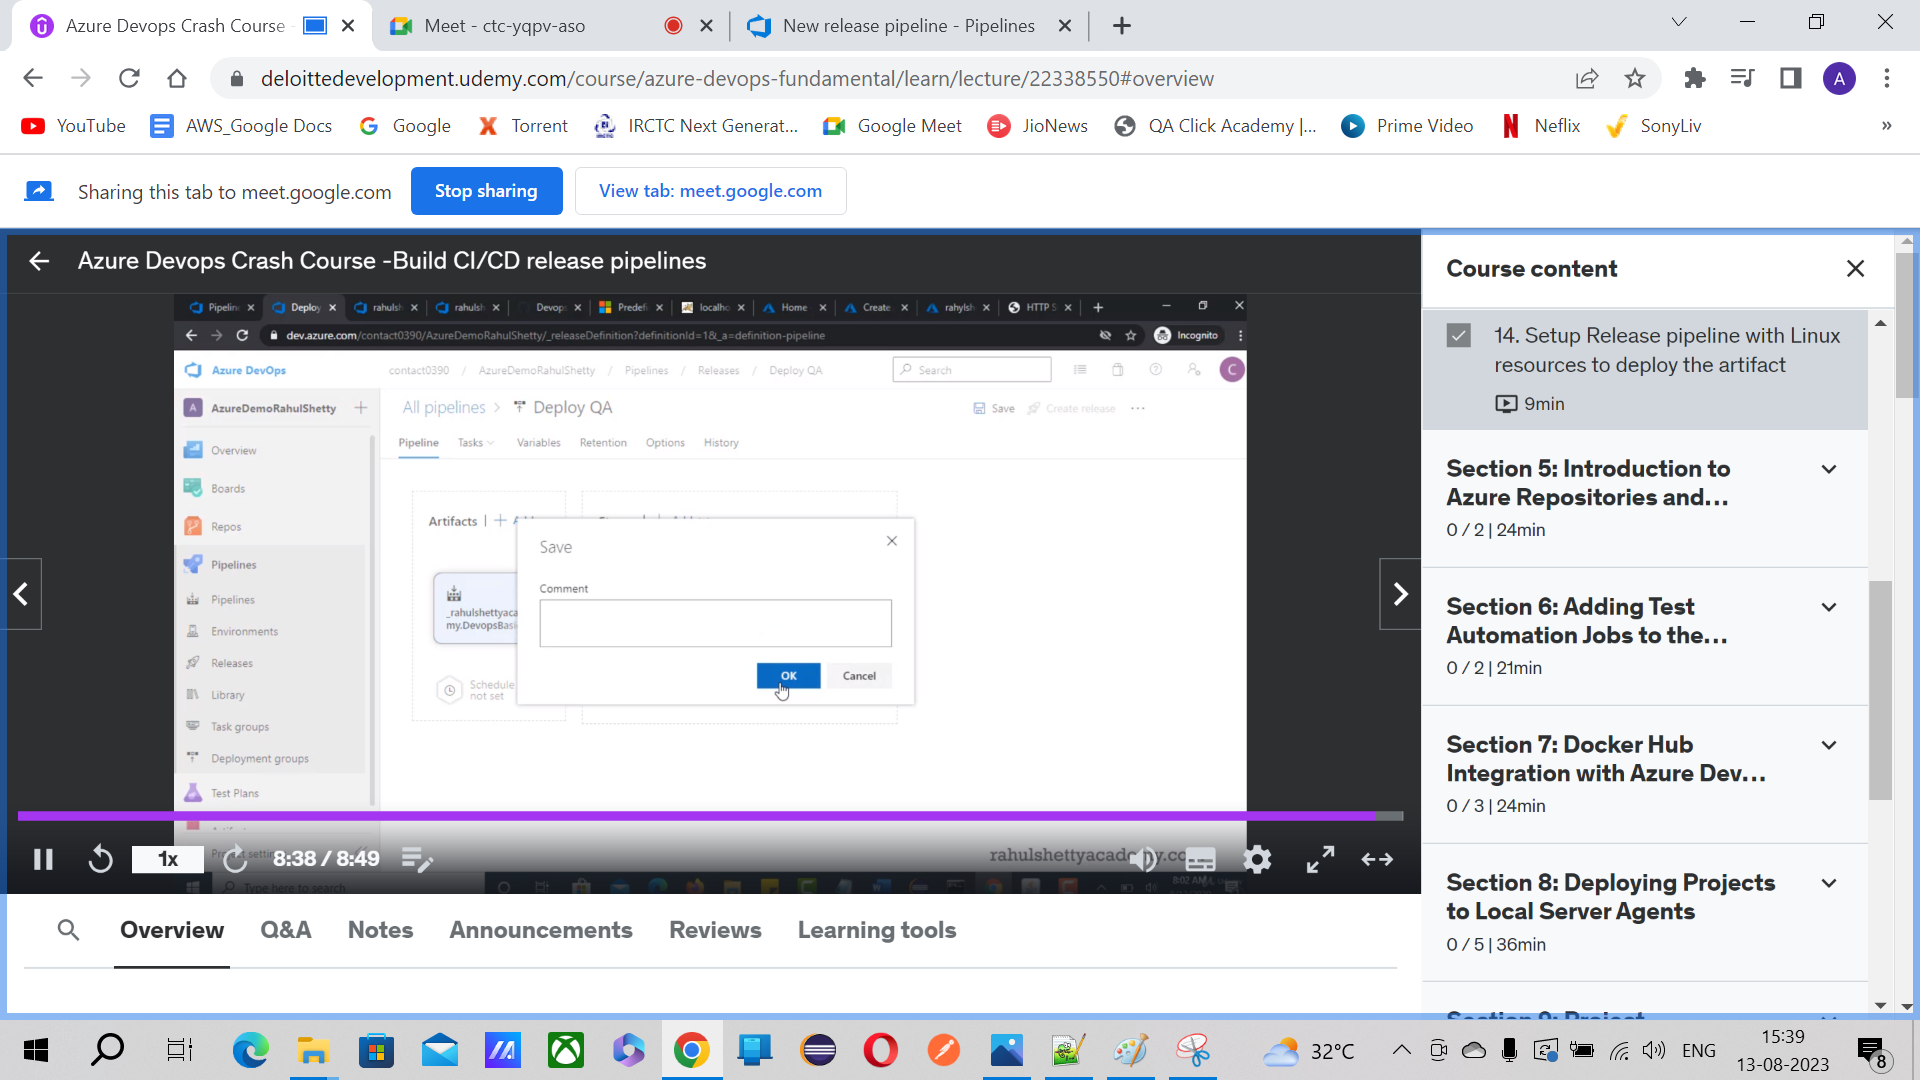 Azure Devops Crash Course -
Meet - ctc-yqpv-aso
New release pipeline - Pipelines
deloittedevelopment.udemy.com/course/azure-devops-fundamental/learn/lecture/22338550#overview
A
YouTube
AWS_Google Docs
Google
Torrent
IRCTC Next Generat...
Google Meet
JioNews
QA Click Academy |...
Prime Video
Neflix
SonyLiv
»
Sharing this tab to meet.google.com
Stop sharing
View tab: meet.google.com
Azure Devops Crash Course -Build CI/CD release pipelines
Pipelin
Deploy
rahulsh
rahulsh
Devop
Predef
localho
Home
Create
rahylsh
HTTP S
dev.azure.com/contact0390/AzureDemoRahulShetty/_releaseDefinition?definitionId=1&_a=definition-pipeline
Incognito
Azure DevOps
contact0390 / AzureDemoRahulShetty / Pipelines / Releases / Deploy QA
Search
C
A AzureDemoRahulShetty
All pipelines > Deploy QA
Save
Create release
...
Pipeline
Tasks
Variables
Retention
Options
History
Overview
Boards
Repos
Pipelines
Pipelines
Environments
Releases
Library
Task groups
Deployment groups
Test Plans
Artifacts |
_rahulshettyaca
my.DevopsBasi
Schedule
not set
Save
Comment
OK
Cancel
1x
8:38 / 8:49
Type here to search
Overview
Q&A
Notes
Announcements
Reviews
Learning tools
Course content
14. Setup Release pipeline with Linux
resources to deploy the artifact
9min
Section 5: Introduction to
Azure Repositories and...
0 / 2 | 24min
Section 6: Adding Test
Automation Jobs to the...
0 / 2 | 21min
Section 7: Docker Hub
Integration with Azure Dev...
0 / 3 | 24min
Section 8: Deploying Projects
to Local Server Agents
0 / 5 | 36min
Section 9: Project
32°C
ENG
15:39
13-08-2023
8